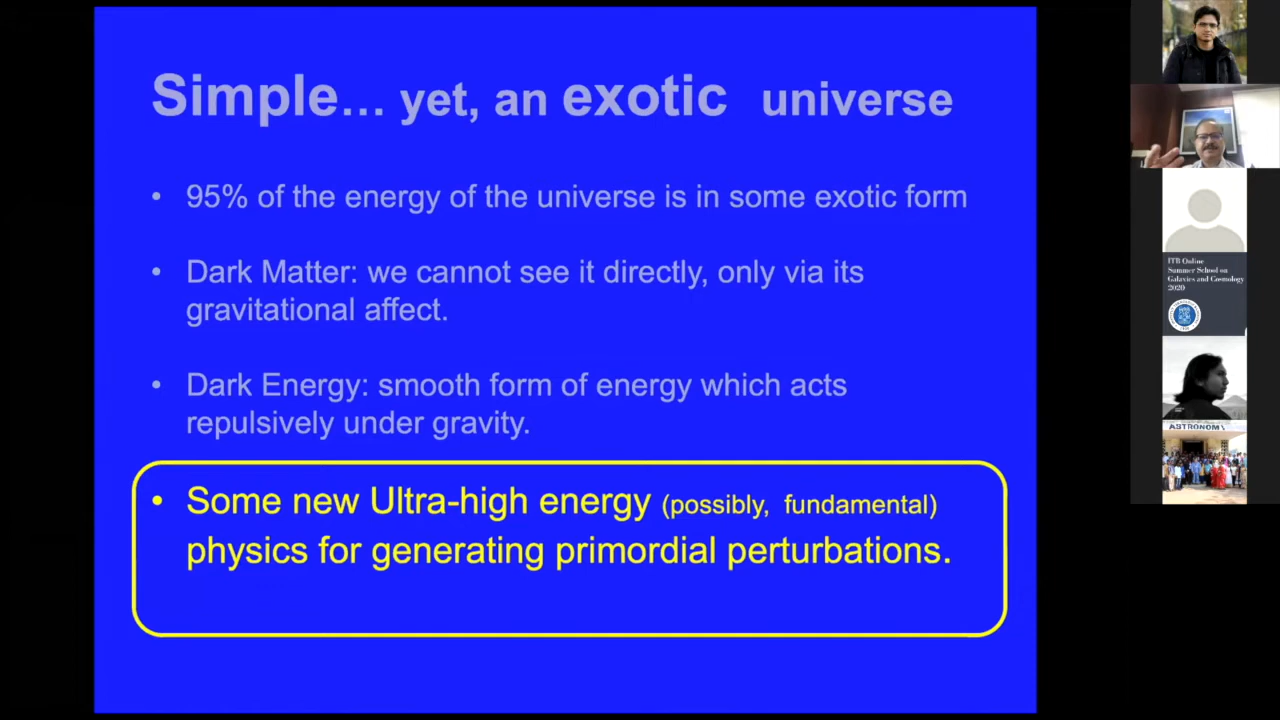 Simple... yet, an exotic universe
• 95% of the energy of the universe is in some exotic form
• Dark Matter: we cannot see it directly, only via its
gravitational affect.
• Dark Energy: smooth form of energy which acts
repulsively under gravity.
• Some new Ultra-high energy (possibly, fundamental)
physics for generating primordial perturbations.
ITB Online
Summer School on
Galaxies and Cosmology
2020
ASTRONOMY